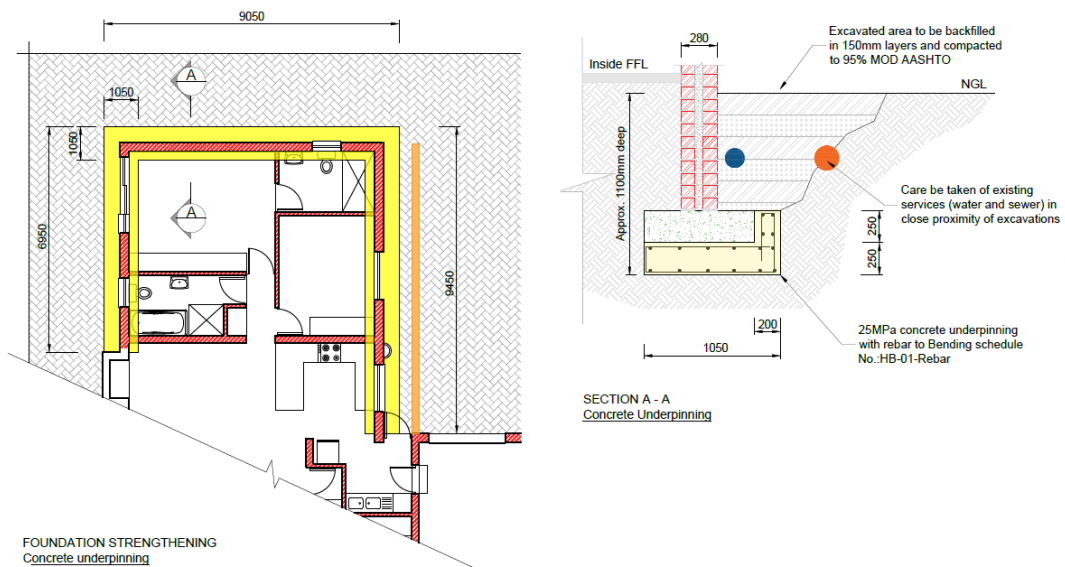 9050
A
1050
1050
A
6950
9450
FOUNDATION STRENGTHENING
Concrete underpinning
280
Excavated area to be backfilled
in 150mm layers and compacted
to 95% MOD AASHTO
Inside FFL
NGL
Approx. 1100mm deep
Care be taken of existing
services (water and sewer) in
close proximity of excavations
250
250
200
1050
25MPa concrete underpinning
with rebar to Bending schedule
No.:HB-01-Rebar
SECTION A - A
Concrete Underpinning